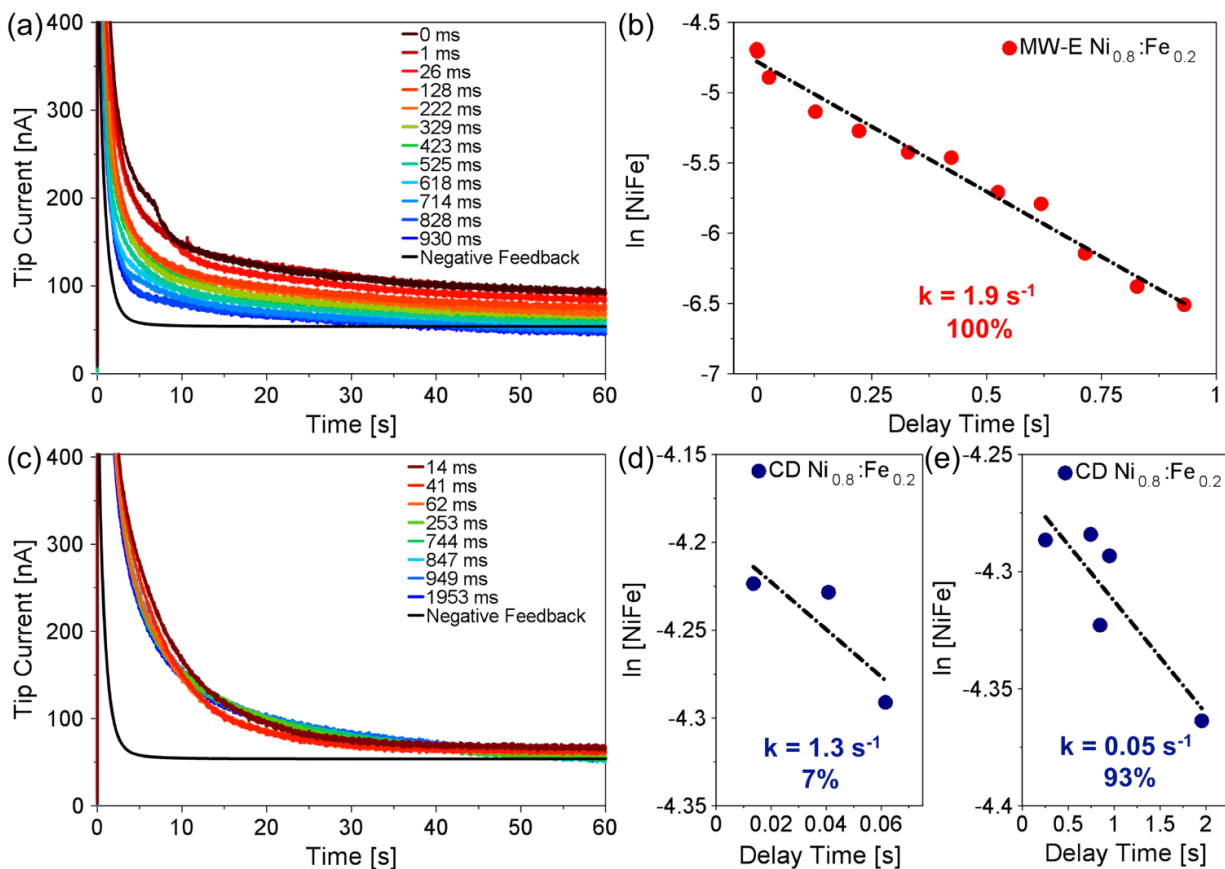 (a)
400
300
200
100
0
Tip Current [nA]
0 ms
1 ms
26 ms
128 ms
222 ms
329 ms
423 ms
525 ms
618 ms
714 ms
828 ms
930 ms
Negative Feedback
0 10 20 30 40 50 60
Time [s]
(b)
-4.5
-5
-5.5
-6
-6.5
-7
ln [NiFe]
MW-E Ni0.8:Fe0.2
k = 1.9 s-1
100%
0 0.25 0.5 0.75 1
Delay Time [s]
(c)
400
300
200
100
0
Tip Current [nA]
14 ms
41 ms
62 ms
253 ms
744 ms
847 ms
949 ms
1953 ms
Negative Feedback
0 10 20 30 40 50 60
Time [s]
(d)
-4.15
-4.2
-4.25
-4.3
-4.35
ln [NiFe]
CD Ni0.8:Fe0.2
k = 1.3 s-1
7%
0 0.02 0.04 0.06
Delay Time [s]
(e)
-4.25
-4.3
-4.35
-4.4
ln [NiFe]
CD Ni0.8:Fe0.2
k = 0.05 s-1
93%
0 0.5 1 1.5 2
Delay Time [s]